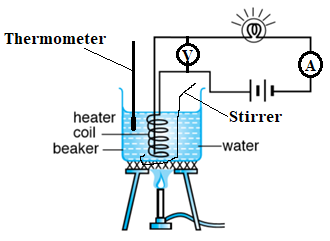 Thermometer
V
A
heater
coil
beaker
Stirrer
water